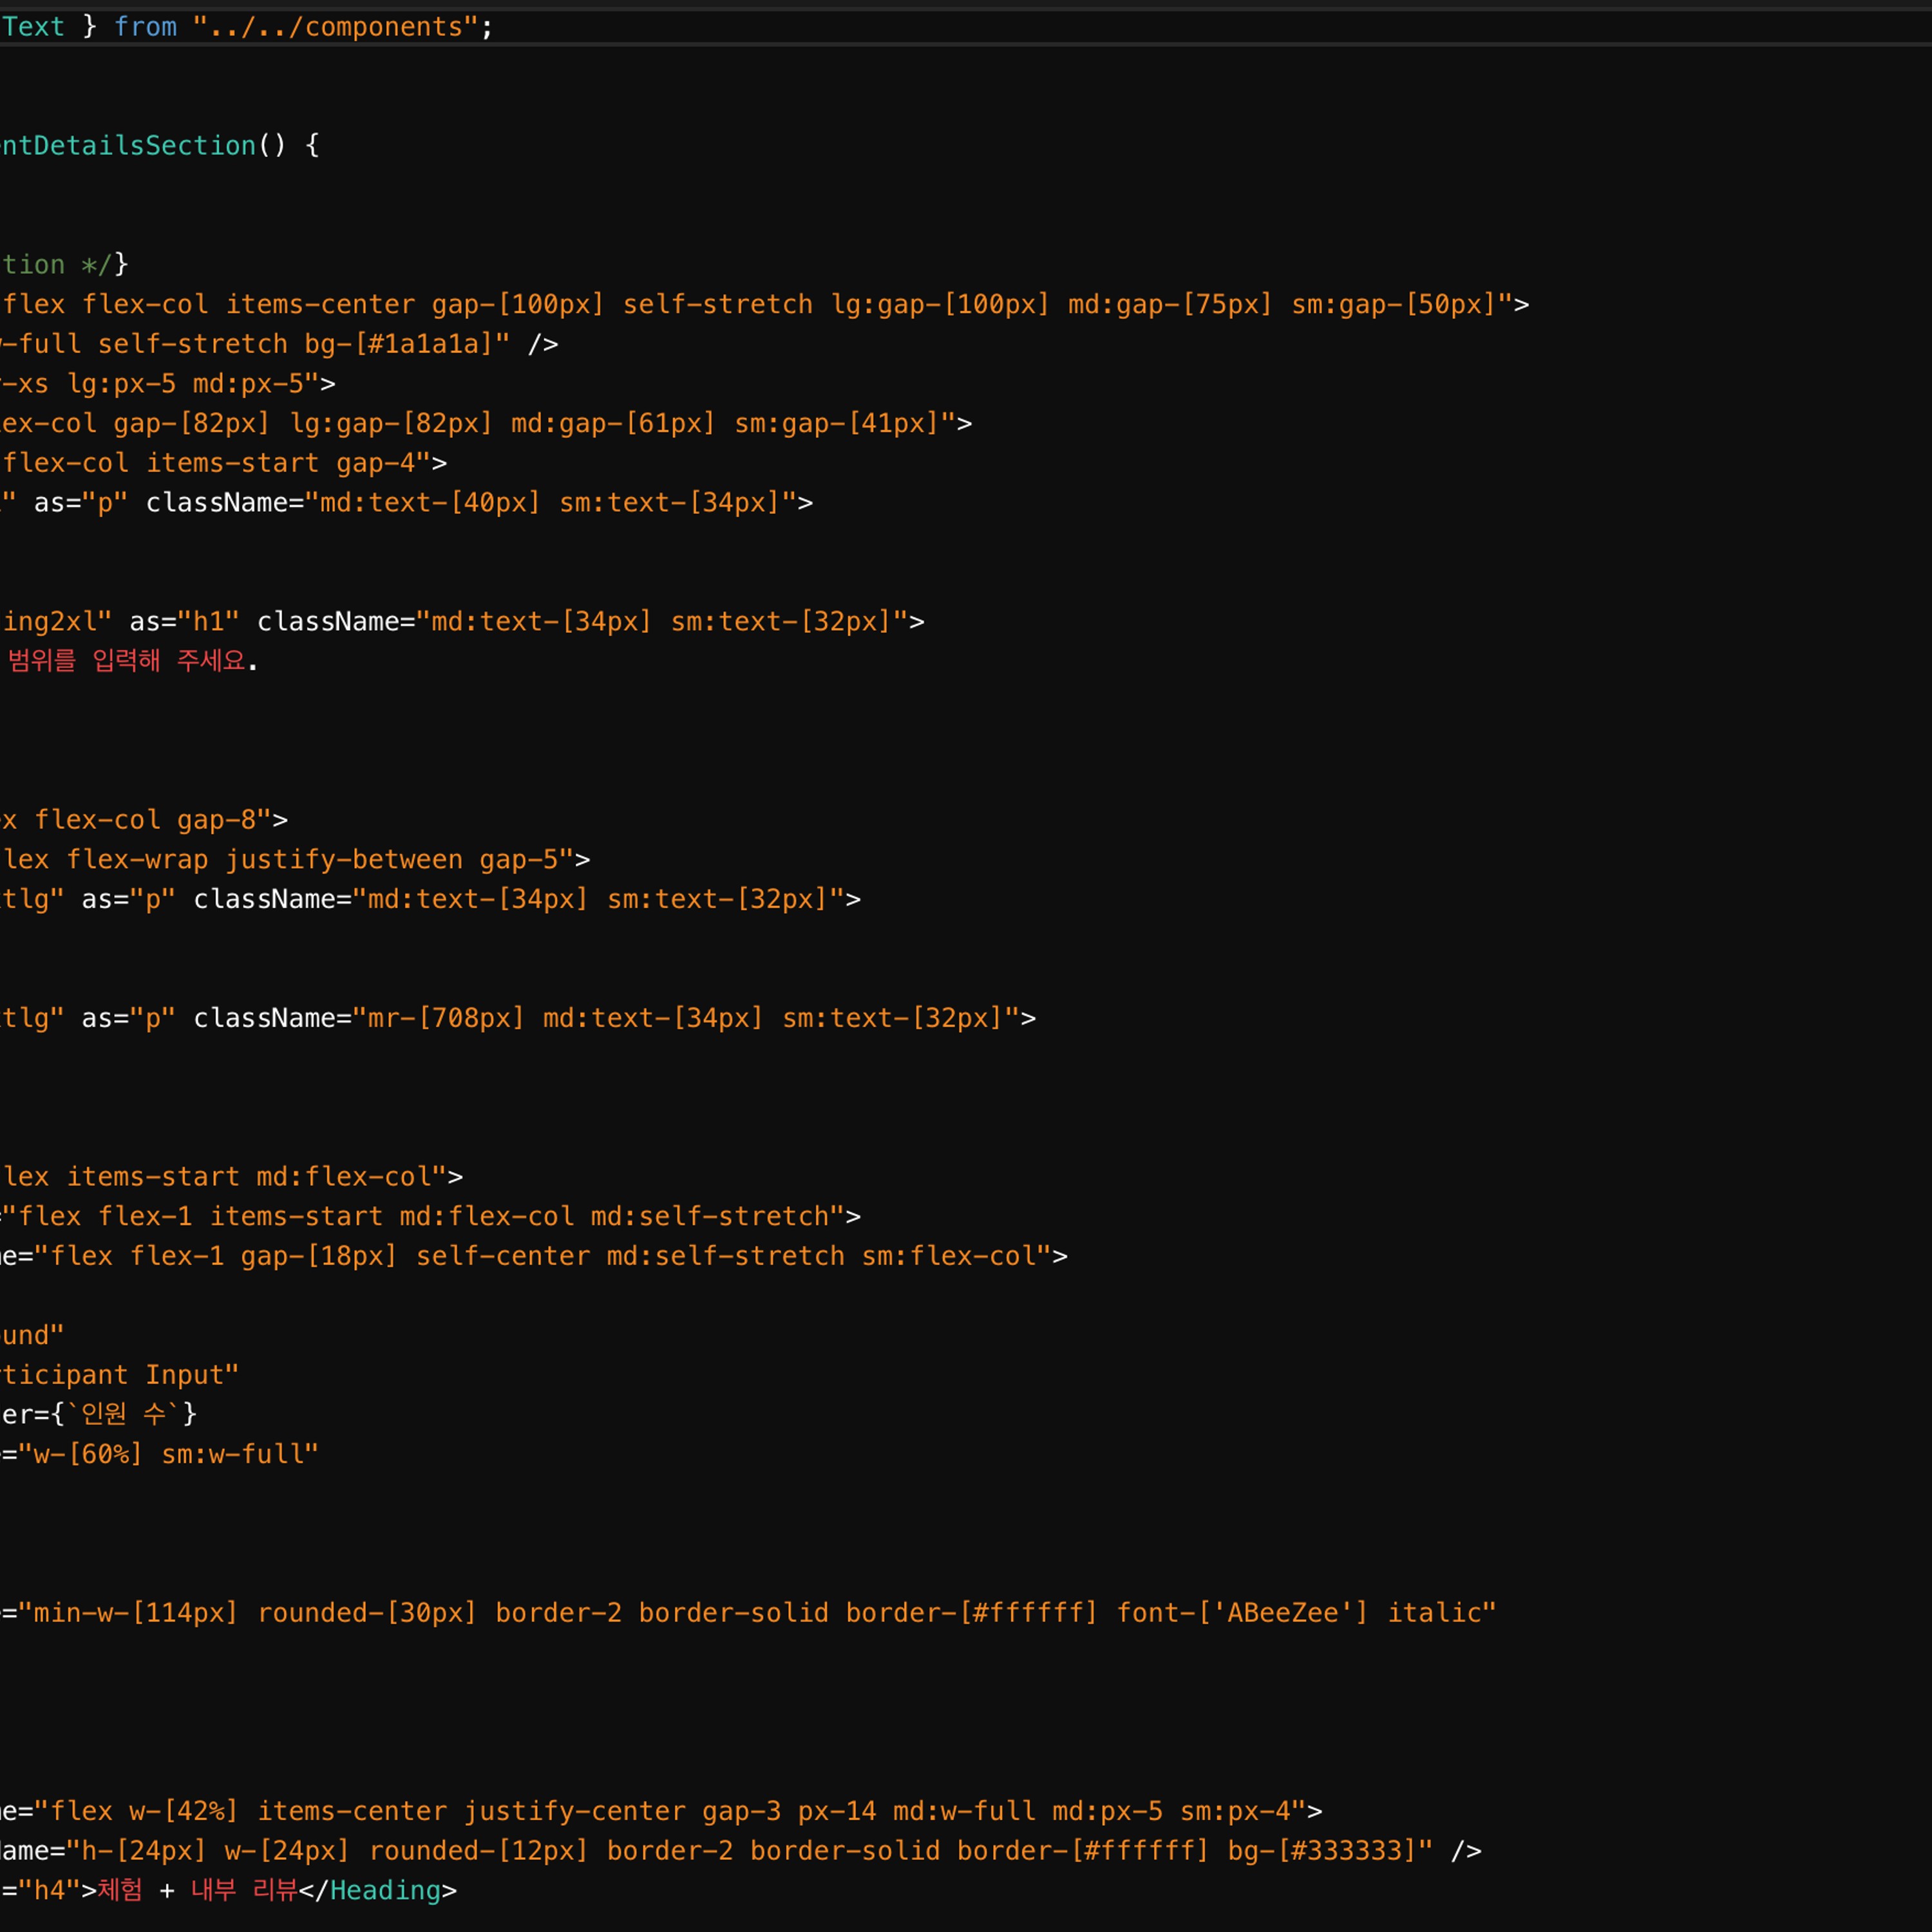 Text } from "../../components";
ntDetailsSection() {
tion */}
flex flex-col items-center gap-[100px] self-stretch lg:gap-[100px] md:gap-[75px] sm:gap-[50px]">
-full self-stretch bg-[#1a1a1a]" />
-xs lg:px-5 md:px-5">
ex-col gap-[82px] lg:gap-[82px] md:gap-[61px] sm:gap-[41px]">
flex-col items-start gap-4">
" as="p" className="md:text-[40px] sm:text-[34px]">
ing2xl" as="h1" className="md:text-[34px] sm:text-[32px]">
범위를 입력해 주세요.
x flex-col gap-8">
lex flex-wrap justify-between gap-5">
tlg" as="p" className="md:text-[34px] sm:text-[32px]">
tlg" as="p" className="mr-[708px] md:text-[34px] sm:text-[32px]">
lex items-start md:flex-col">
="flex flex-1 items-start md:flex-col md:self-stretch">
e="flex flex-1 gap-[18px] self-center md:self-stretch sm:flex-col">
und"
ticipant Input"
er={`인원 수`}
="w-[60%] sm:w-full"
="min-w-[114px] rounded-[30px] border-2 border-solid border-[#ffffff] font-['ABeeZee'] italic"
e="flex w-[42%] items-center justify-center gap-3 px-14 md:w-full md:px-5 sm:px-4">
ame="h-[24px] w-[24px] rounded-[12px] border-2 border-solid border-[#ffffff] bg-[#333333]" />
="h4">체험 + 내부 리뷰</Heading>